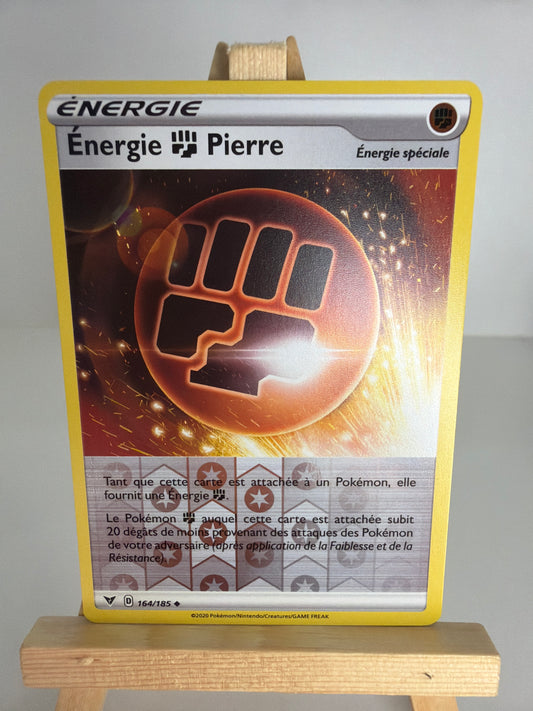 ÉNERGIE
Énergie Pierre
Énergie spéciale
Tant que cette carte est attachée à un Pokémon, elle
fournit une Énergie .
Le Pokémon auquel cette carte est attachée subit
20 dégâts de moins provenant des attaques des Pokémon
de votre adversaire (après application de la Faiblesse et de la
Résistance).
D 164/185
©2020 Pokémon/Nintendo/Creatures/GAME FREAK